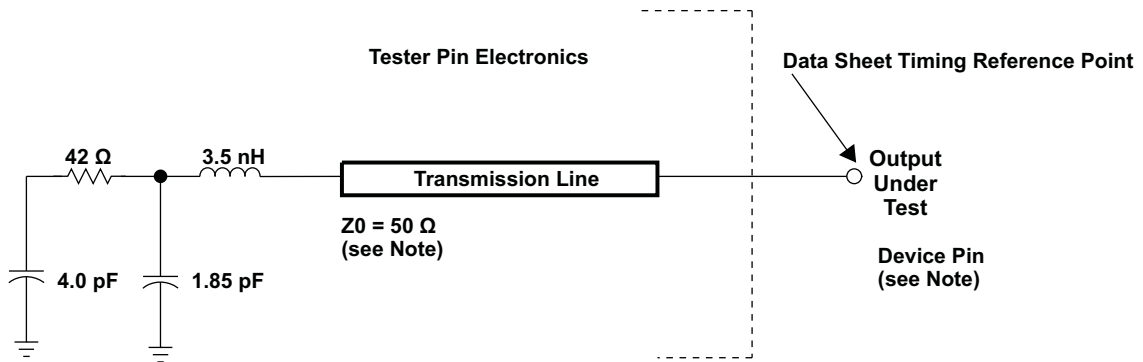 Tester Pin Electronics
Data Sheet Timing Reference Point
42 Ω
3.5 nH
Transmission Line
Output
Under
Test
Z0 = 50 Ω
(see Note)
Device Pin
(see Note)
4.0 pF
1.85 pF